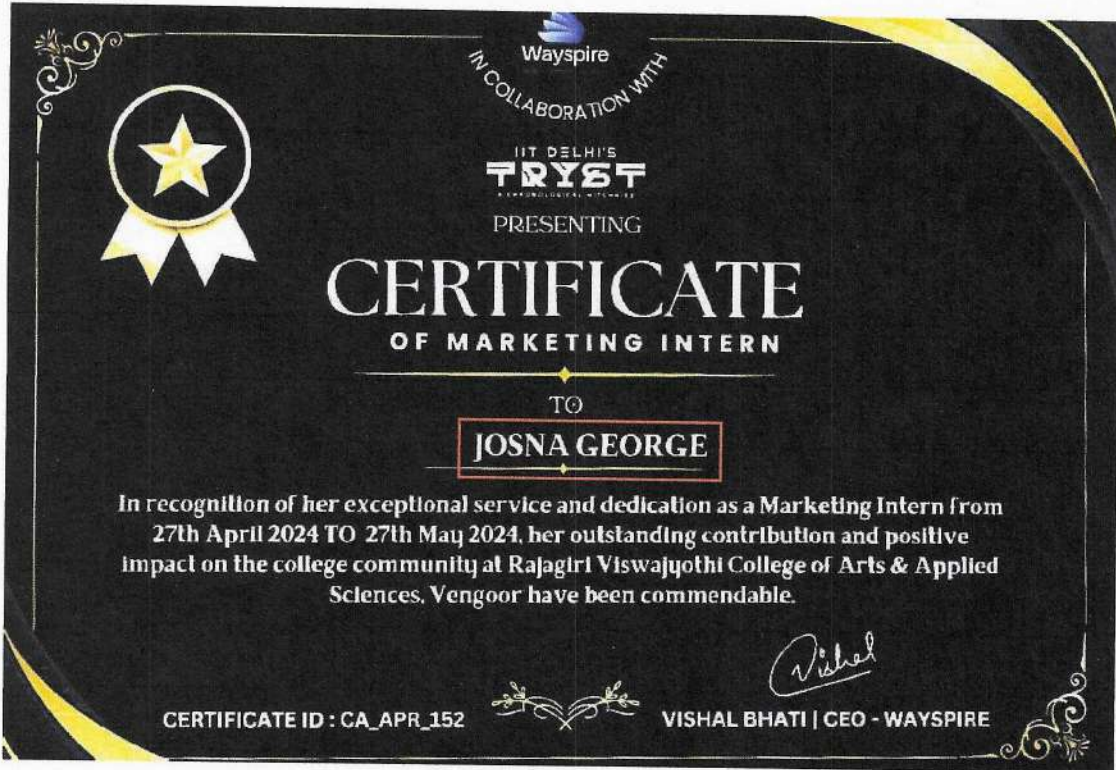 Wayspire
IN COLLABORATION WITH
IIT DELHI'S
TRYST
PRESENTING
CERTIFICATE
OF MARKETING INTERN
TO
JOSNA GEORGE
In recognition of her exceptional service and dedication as a Marketing Intern from
27th April 2024 TO 27th May 2024, her outstanding contribution and positive
impact on the college community at Rajagiri Viswajyothi College of Arts & Applied
Sciences, Vengoor have been commendable.
Vishal
CERTIFICATE ID : CA_APR_152
VISHAL BHATI | CEO - WAYSPIRE